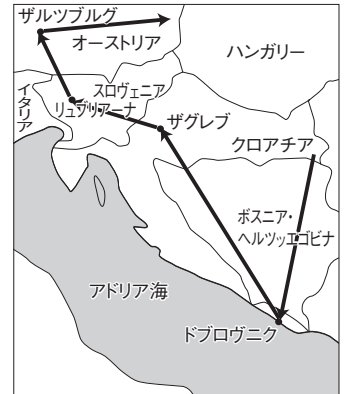 ザルツブルグ
オーストリア
ハンガリー
イタリア
スロヴェニア
リュブリアーナ
ザグレブ
クロアチア
ボスニア・
ヘルツッエゴビナ
アドリア海
ドブロヴニク